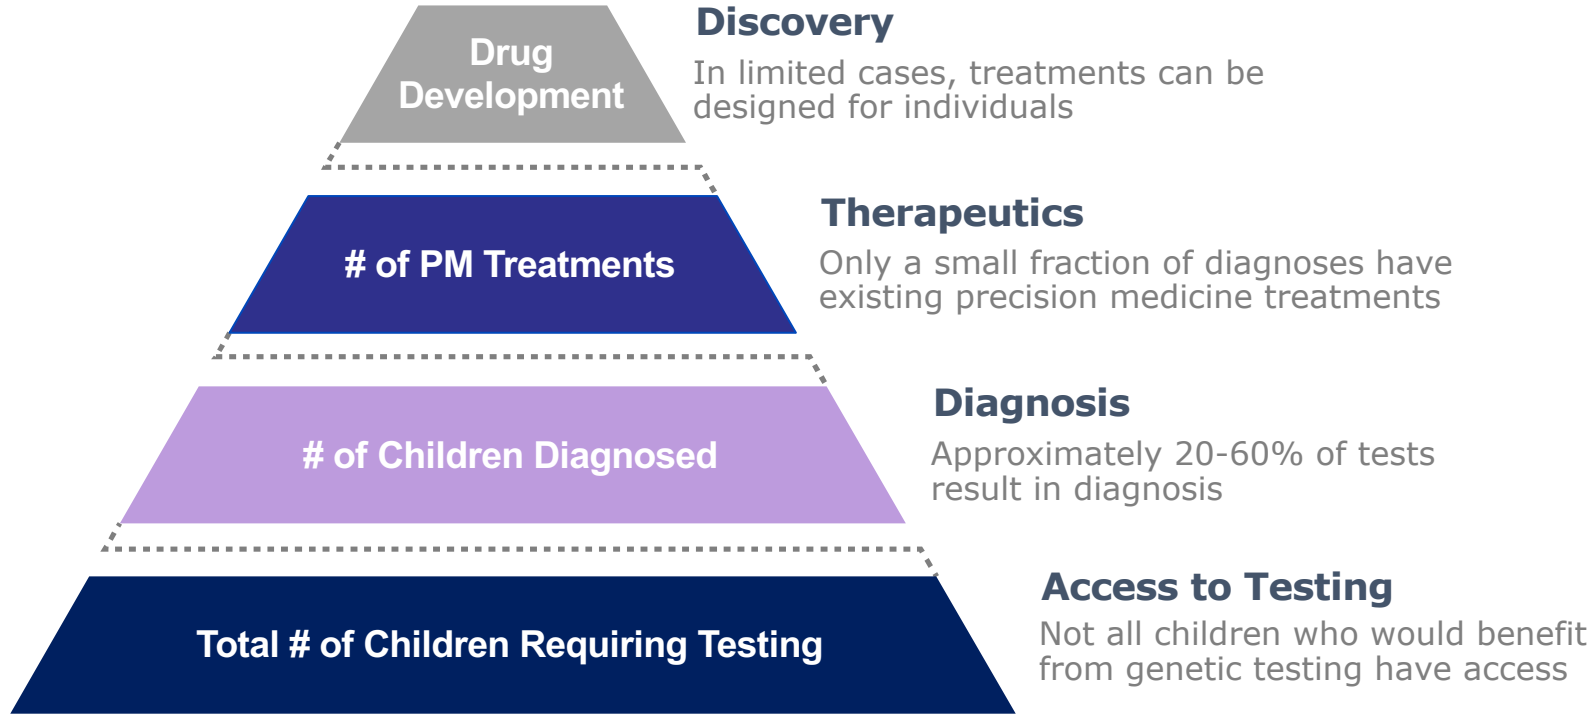 Drug
Development
Discovery
In limited cases, treatments can be
designed for individuals
# of PM Treatments
Therapeutics
Only a small fraction of diagnoses have
existing precision medicine treatments
# of Children Diagnosed
Diagnosis
Approximately 20-60% of tests
result in diagnosis
Total # of Children Requiring Testing
Access to Testing
Not all children who would benefit
from genetic testing have access